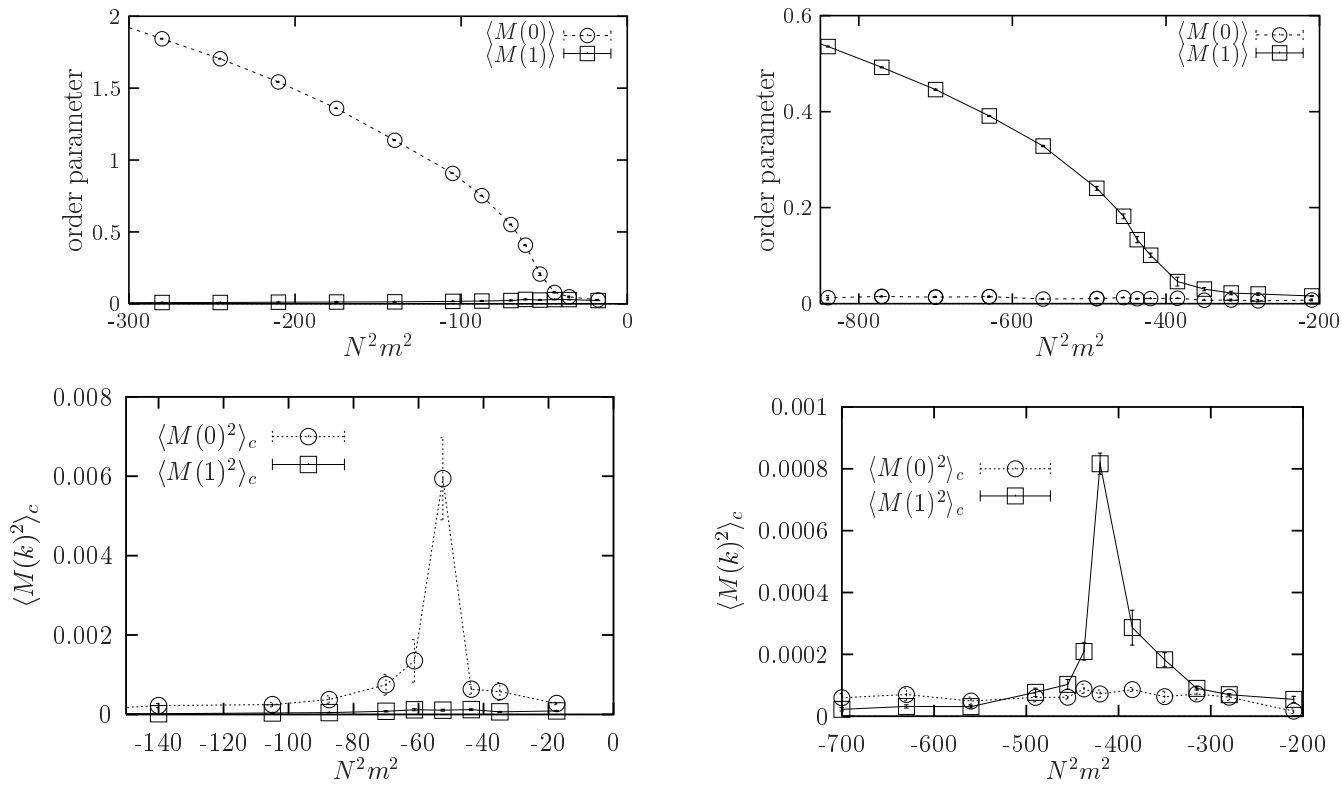 order parameter
2
1.5
1
0.5
0
⟨M(0)⟩
⟨M(1)⟩
-300
-200
-100
0
N²m²
order parameter
0.6
0.4
0.2
0
⟨M(0)⟩
⟨M(1)⟩
-800
-600
-400
-200
N²m²
⟨M(k)²⟩c
0.008
0.006
0.004
0.002
0
⟨M(0)²⟩c
⟨M(1)²⟩c
-140
-120
-100
-80
-60
-40
-20
0
N²m²
⟨M(k)²⟩c
0.001
0.0008
0.0006
0.0004
0.0002
0
⟨M(0)²⟩c
⟨M(1)²⟩c
-700
-600
-500
-400
-300
-200
N²m²